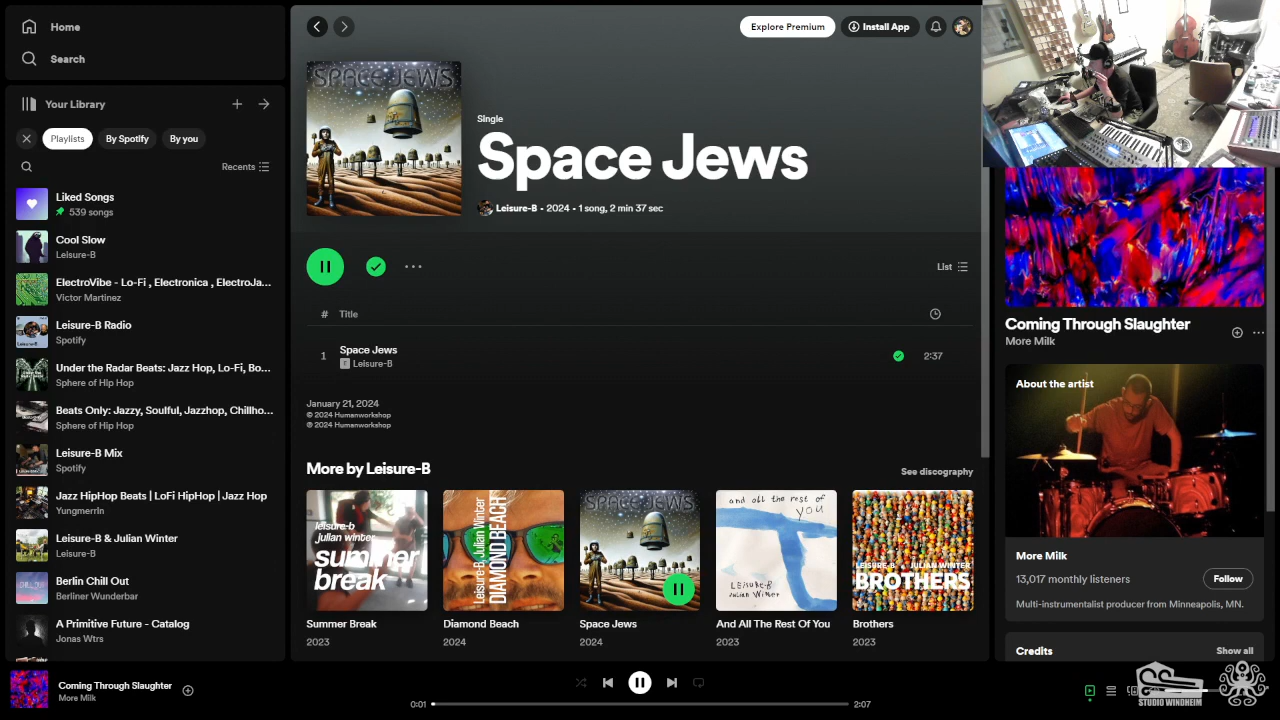 Home
Search
Your Library
Playlists
By Spotify
By you
Recents
Liked Songs
539 songs
Cool Slow
Leisure-B
ElectroVibe - Lo-Fi , Electronica , ElectroJa...
Victor Martinez
Leisure-B Radio
Spotify
Under the Radar Beats: Jazz Hop, Lo-Fi, Bo...
Sphere of Hip Hop
Beats Only: Jazzy, Soulful, Jazzhop, Chillho...
Sphere of Hip Hop
Leisure-B Mix
Spotify
Jazz HipHop Beats | LoFi HipHop | Jazz Hop
YungmerrIn
Leisure-B & Julian Winter
Leisure-B
Berlin Chill Out
Berliner Wunderbar
A Primitive Future - Catalog
Jonas Wtrs
Explore Premium
Install App
SPACE JEWS
Single
Space Jews
Leisure-B • 2024 • 1 song, 2 min 37 sec
List
# Title
1 Space Jews 2:37
E Leisure-B
January 21, 2024
© 2024 Humanworkshop
© 2024 Humanworkshop
More by Leisure-B
See discography
leisure-b
julian winter
summer
break
Leisure-B, Julian Winter
DIAMOND BEACH
SPACE JEWS
and all the rest of
you
LEiSuRe-B
Julian Winter
LEISURE-B & JULIAN WINTER
BROTHERS
Summer Break
2023
Diamond Beach
2024
Space Jews
2024
And All The Rest Of You
2023
Brothers
2023
Coming Through Slaughter
More Milk
About the artist
More Milk
13,017 monthly listeners
Follow
Multi-instrumentalist producer from Minneapolis, MN.
Credits
Show all
Coming Through Slaughter
More Milk
0:01
2:07
STUDIO WINDHEIM